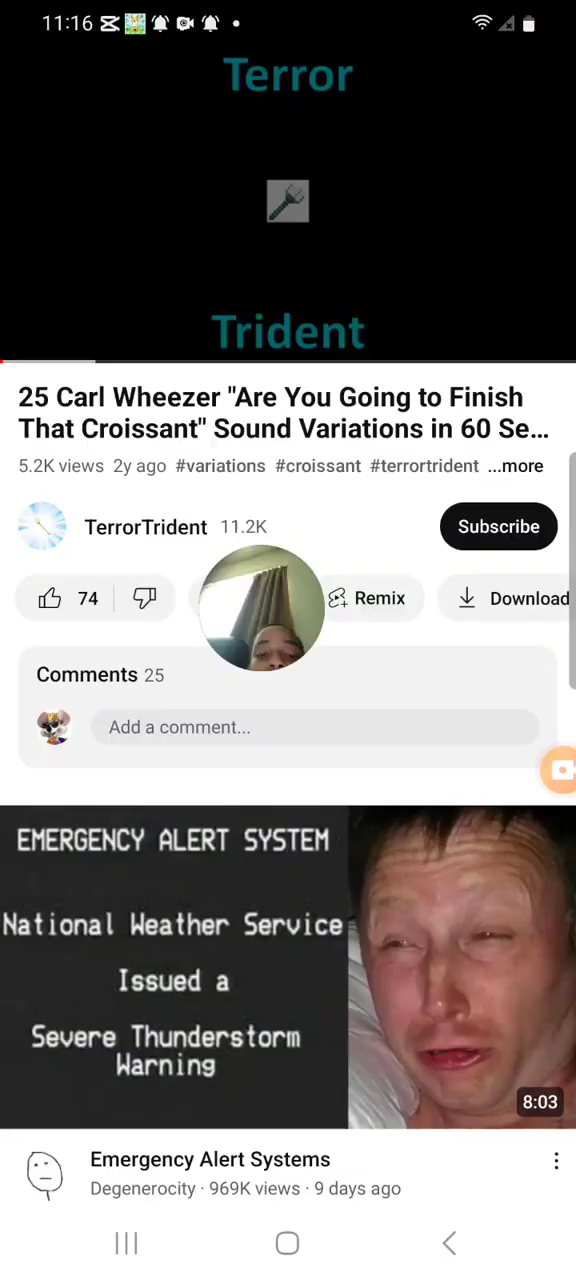 11:16
Terror
Trident
25 Carl Wheezer "Are You Going to Finish
That Croissant" Sound Variations in 60 Se...
5.2K views 2y ago #variations #croissant #terrortrident ...more
TerrorTrident 11.2K
Subscribe
74
Remix
Download
Comments 25
Add a comment...
EMERGENCY ALERT SYSTEM
National Weather Service
Issued a
Severe Thunderstorm
Warning
8:03
Emergency Alert Systems
Degenerocity · 969K views · 9 days ago